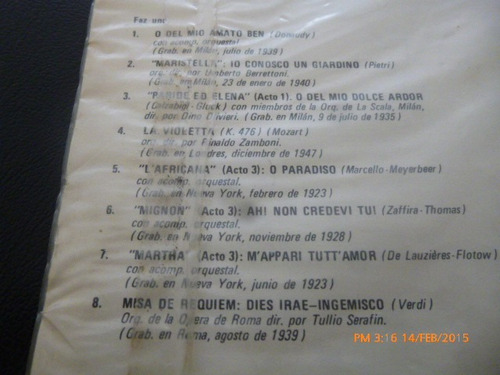 Faz uno
1. O DEL MIO AMATO BEN (Donaudy)
con acomp. orquestal.
(Grab. en Milán, julio de 1939)
2. "MARISTELLA": IO CONOSCO UN GIARDINO (Pietri)
orq. dir. por Umberto Berrettoni.
(Grab. en Milán, 23 de enero de 1940)
3. "PARIDE ED ELENA" (Acto 1). O DEL MIO DOLCE ARDOR
(Calzabigi-Gluck) con miembros de la Orq. de La Scala, Milán,
dir. por Dino Olivieri. (Grab. en Milán, 9 de julio de 1935)
4. LA VIOLETTA (K. 476) (Mozart)
orq. dir. por Rinaldo Zamboni.
(Grab. en Londres, diciembre de 1947)
5. "L'AFRICANA" (Acto 3): O PARADISO (Marcello-Meyerbeer)
con acomp. orquestal.
(Grab. en Nueva York, febrero de 1923)
6. "MIGNON" (Acto 3): AH! NON CREDEVI TU! (Zaffira-Thomas)
con acomp. orquestal.
(Grab. en Nueva York, noviembre de 1928)
7. "MARTHA" (Acto 3): M'APPARI TUTT'AMOR (De Lauzières-Flotow)
con acomp. orquestal.
(Grab. en Nueva York, junio de 1923)
8. MISA DE REQUIEM: DIES IRAE-INGEMISCO (Verdi)
Orq. de la Opera de Roma dir. por Tullio Serafin.
(Grab. en Roma, agosto de 1939)
PM 3:16 14/FEB/2015